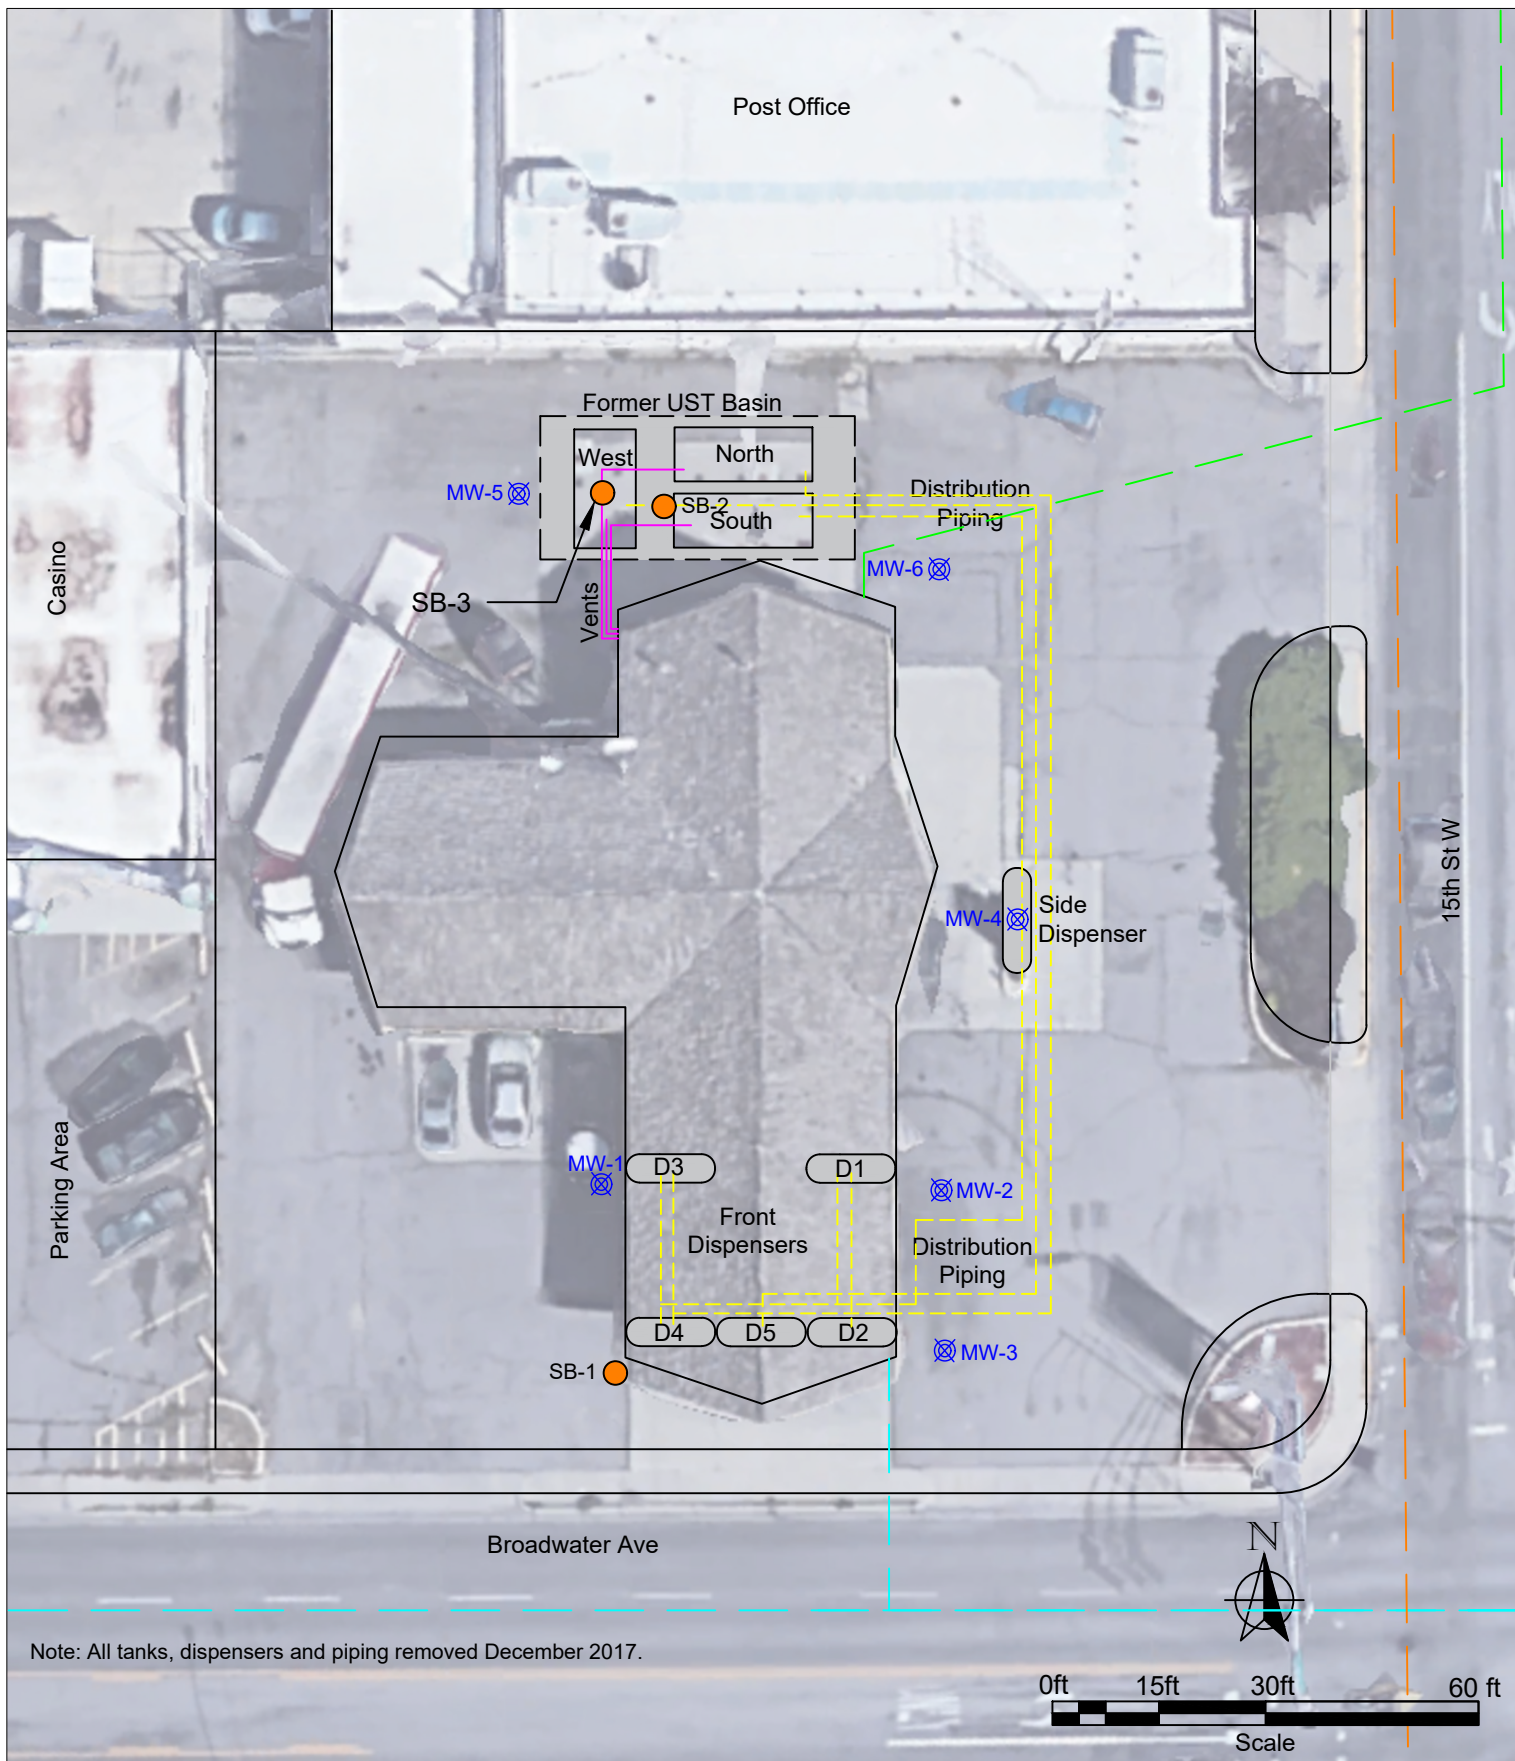 Post Office
Former UST Basin
West
North
MW-5
SB-2
South
Distribution
Piping
MW-6
Casino
SB-3
Vents
MW-4
Side
Dispenser
15th St W
MW-1
D3
D1
MW-2
Parking Area
Front
Dispensers
Distribution
Piping
D4
D5
D2
MW-3
SB-1
N
Broadwater Ave
Note: All tanks, dispensers and piping removed December 2017.
0ft
15ft
30ft
60 ft
Scale